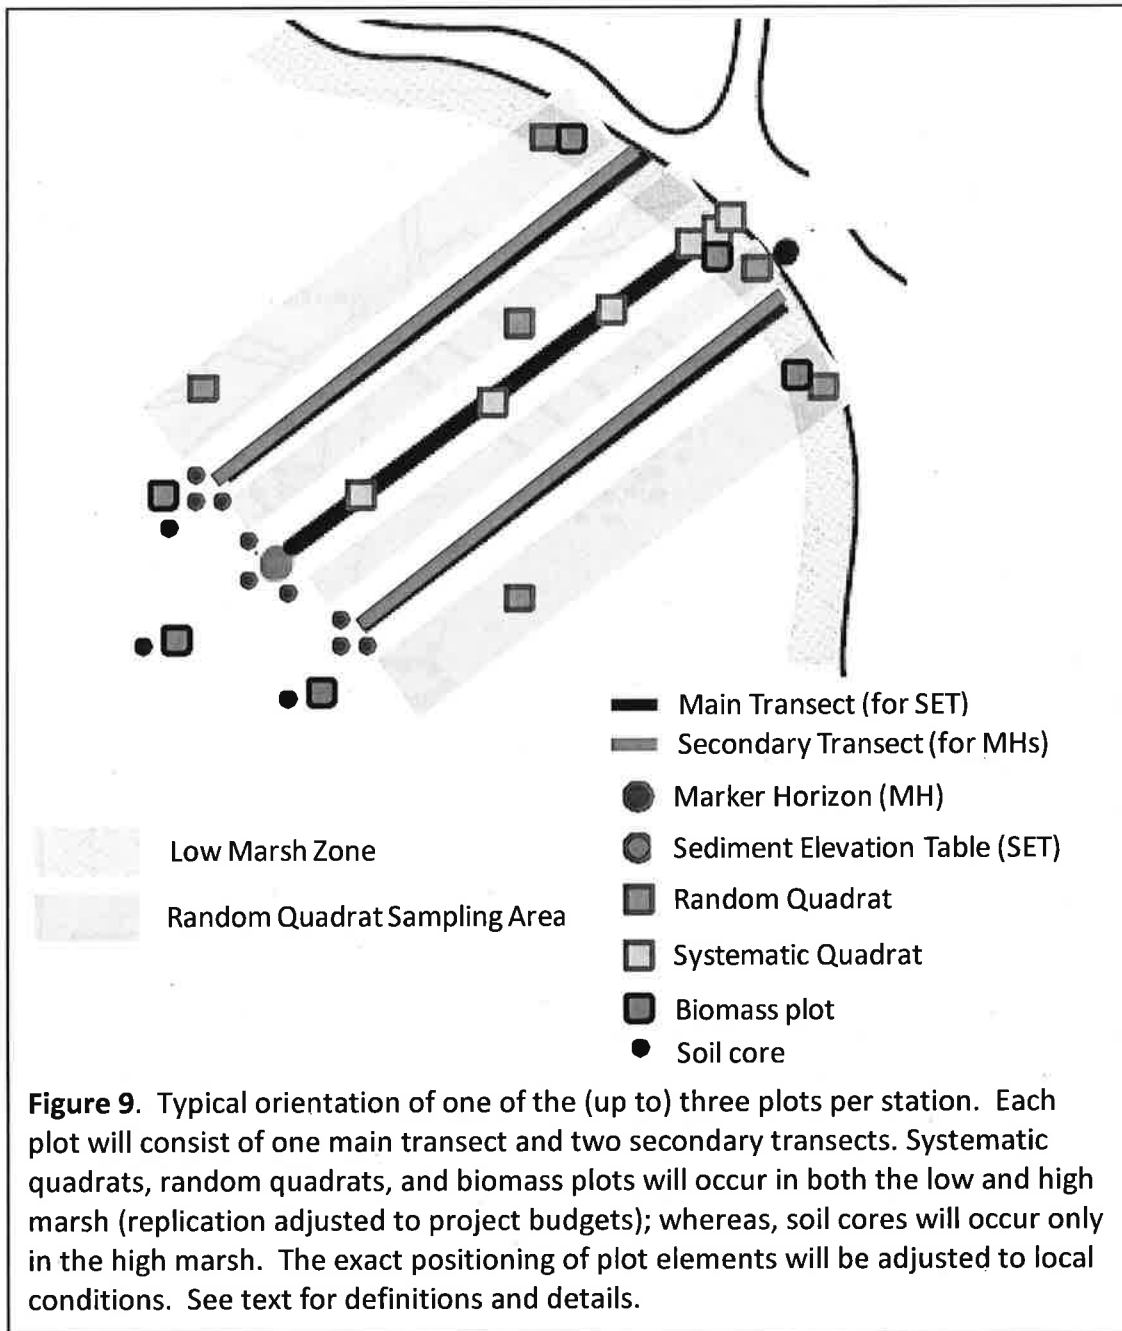 Main Transect (for SET)
Secondary Transect (for MHs)
Marker Horizon (MH)
Sediment Elevation Table (SET)
Random Quadrat
Systematic Quadrat
Biomass plot
Soil core
Low Marsh Zone
Random Quadrat Sampling Area
Figure 9. Typical orientation of one of the (up to) three plots per station. Each
plot will consist of one main transect and two secondary transects. Systematic
quadrats, random quadrats, and biomass plots will occur in both the low and high
marsh (replication adjusted to project budgets); whereas, soil cores will occur only
in the high marsh. The exact positioning of plot elements will be adjusted to local
conditions. See text for definitions and details.